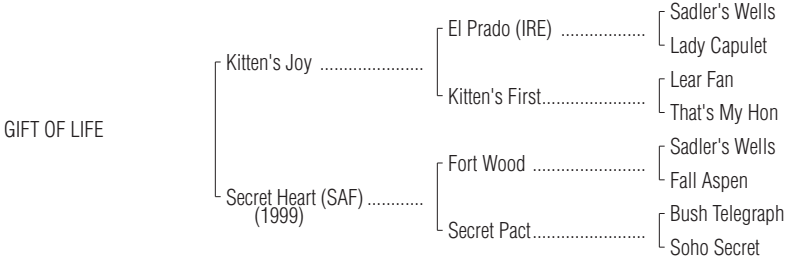 Sadler's Wells
El Prado (IRE) ..................
Lady Capulet
Kitten's Joy ......................
Lear Fan
Kitten's First......................
That's My Hon
GIFT OF LIFE
Sadler's Wells
Fort Wood ........................
Fall Aspen
Secret Heart (SAF) ............
(1999)
Bush Telegraph
Secret Pact........................
Soho Secret